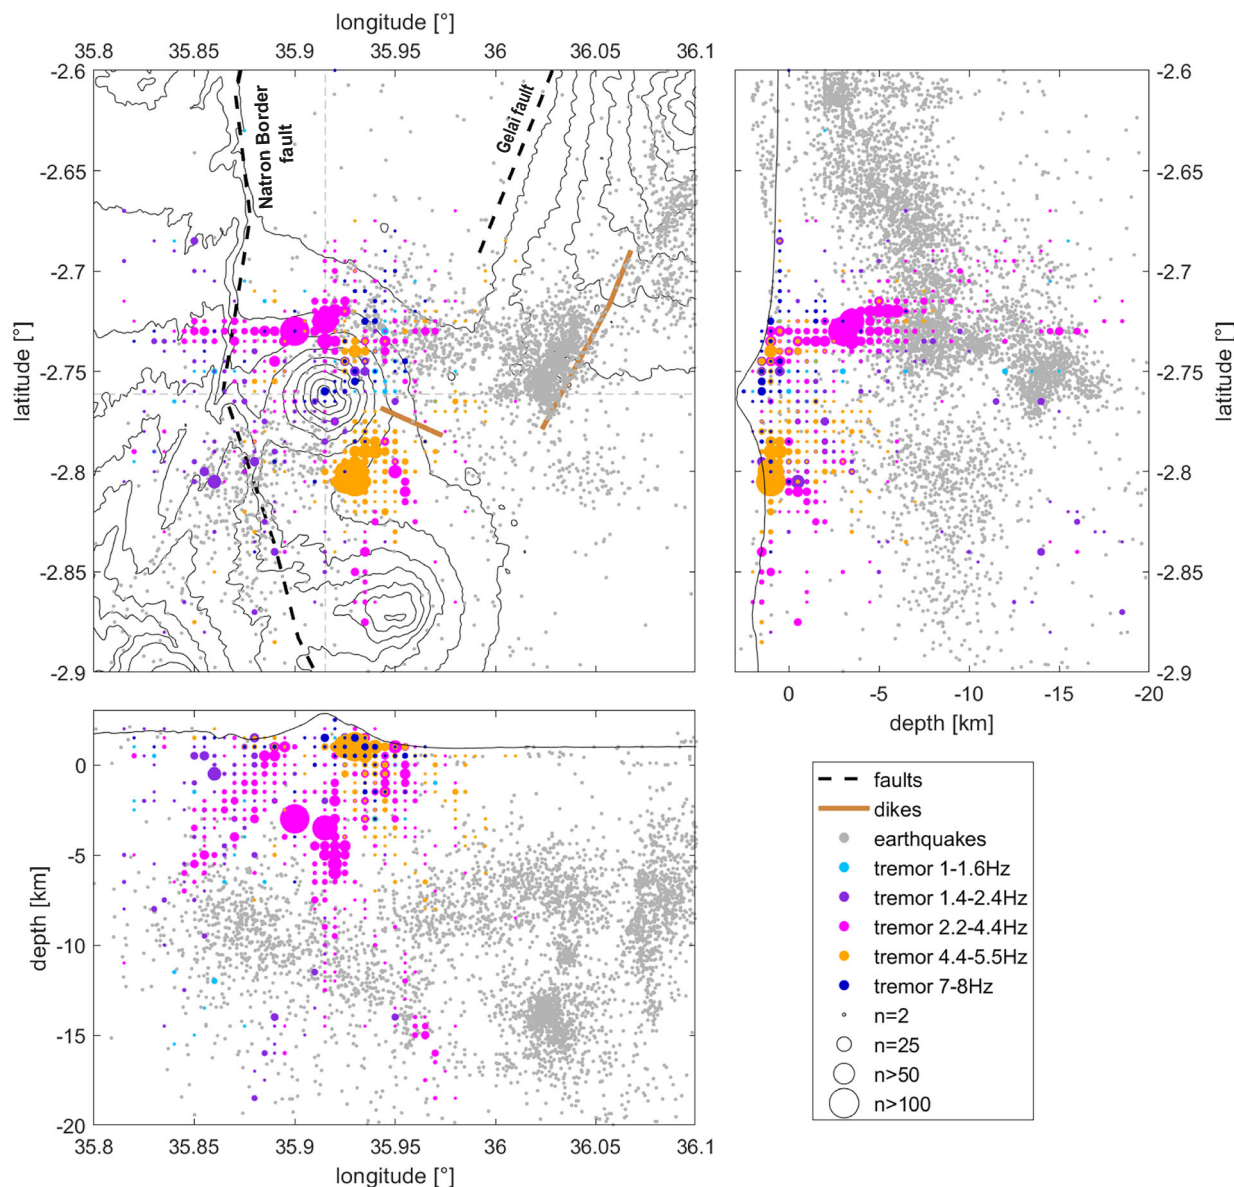 longitude [°]
35.8 35.85 35.9 35.95 36 36.05 36.1
-2.6
-2.65
-2.7
-2.75
-2.8
-2.85
-2.9
latitude [°]
Natron Border
fault
Gelai fault
-2.6
-2.65
-2.7
-2.75
-2.8
-2.85
-2.9
latitude [°]
0 -5 -10 -15 -20
depth [km]
0
-5
-10
-15
-20
depth [km]
35.8 35.85 35.9 35.95 36 36.05 36.1
longitude [°]
faults
dikes
earthquakes
tremor 1-1.6Hz
tremor 1.4-2.4Hz
tremor 2.2-4.4Hz
tremor 4.4-5.5Hz
tremor 7-8Hz
n=2
n=25
n>50
n>100